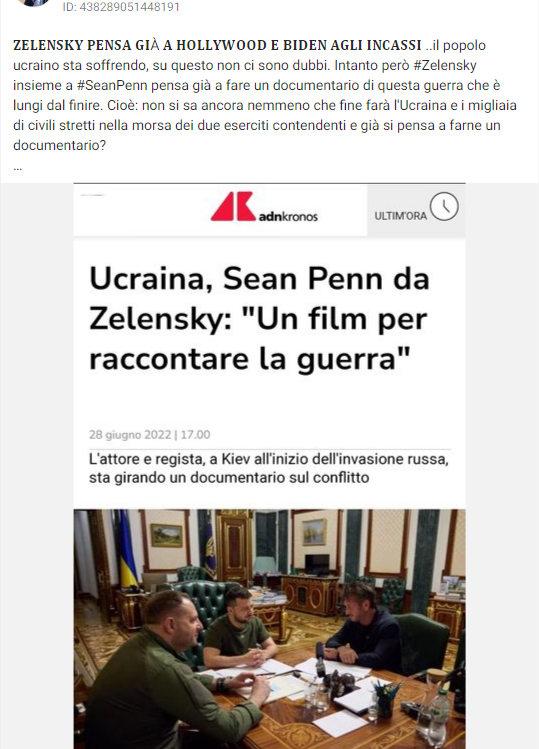 ID: 438289051448191
ZELENSKY PENSA GIÀ A HOLLYWOOD E BIDEN AGLI INCASSI ..il popolo
ucraino sta soffrendo, su questo non ci sono dubbi. Intanto però #Zelensky
insieme a #SeanPenn pensa già a fare un documentario di questa guerra che è
lungi dal finire. Cioè: non si sa ancora nemmeno che fine farà l'Ucraina e i migliaia
di civili stretti nella morsa dei due eserciti contendenti e già si pensa a farne un
documentario?
...
adnkronos
ULTIM'ORA
Ucraina, Sean Penn da
Zelensky: "Un film per
raccontare la guerra"
28 giugno 2022 | 17.00
L'attore e regista, a Kiev all'inizio dell'invasione russa,
sta girando un documentario sul conflitto